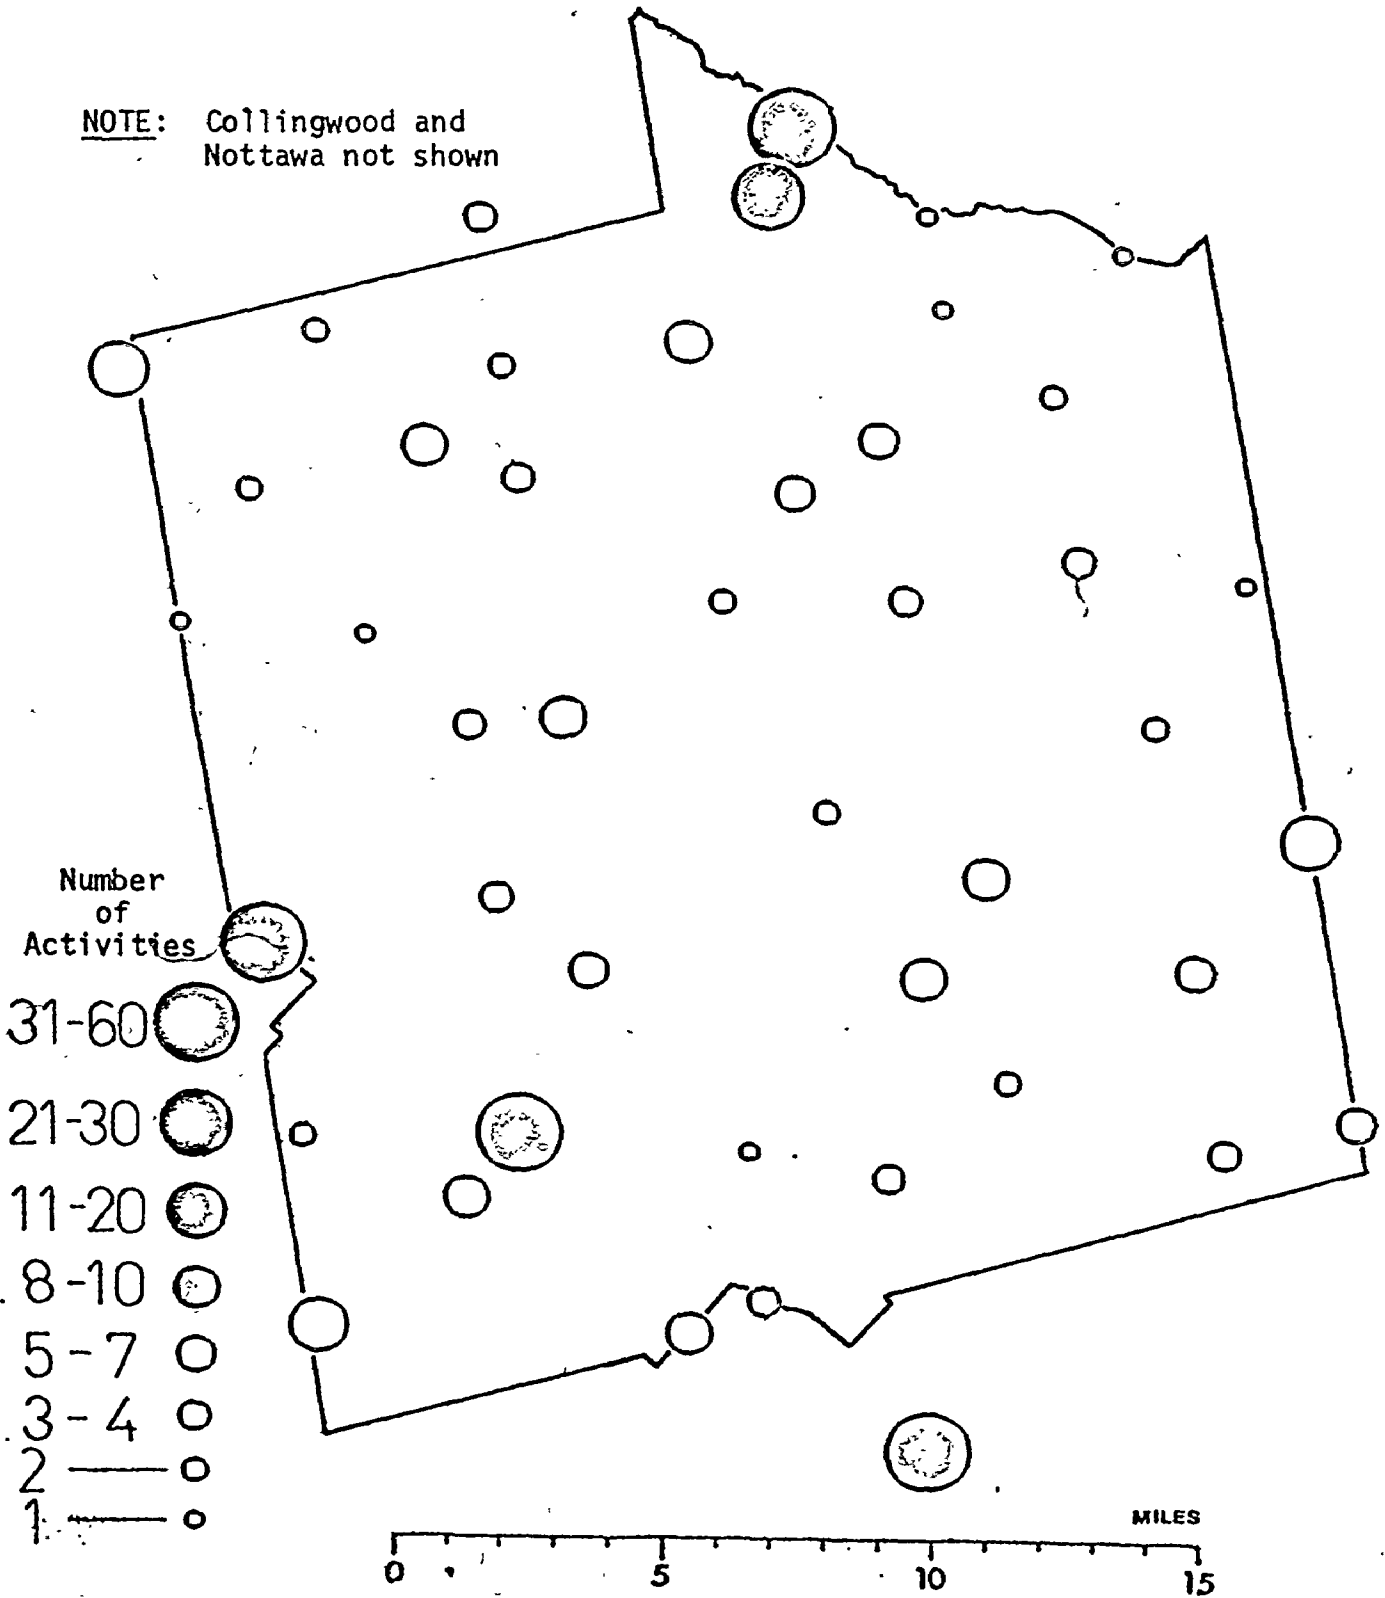 NOTE: Collingwood and
Nottawa not shown
Number
of
Activities
31-60
21-30
11-20
8-10
5-7
3-4
2
1
MILES
0 5 10 15